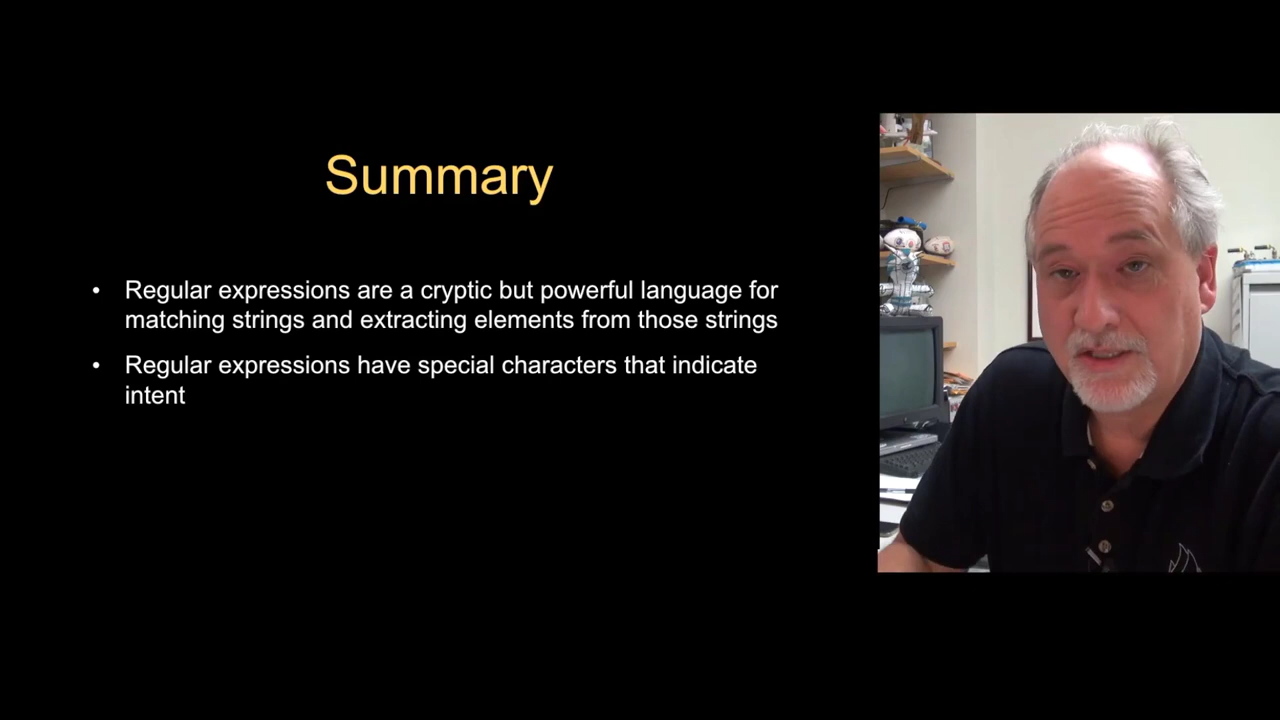 Summary
• Regular expressions are a cryptic but powerful language for
matching strings and extracting elements from those strings
• Regular expressions have special characters that indicate
intent